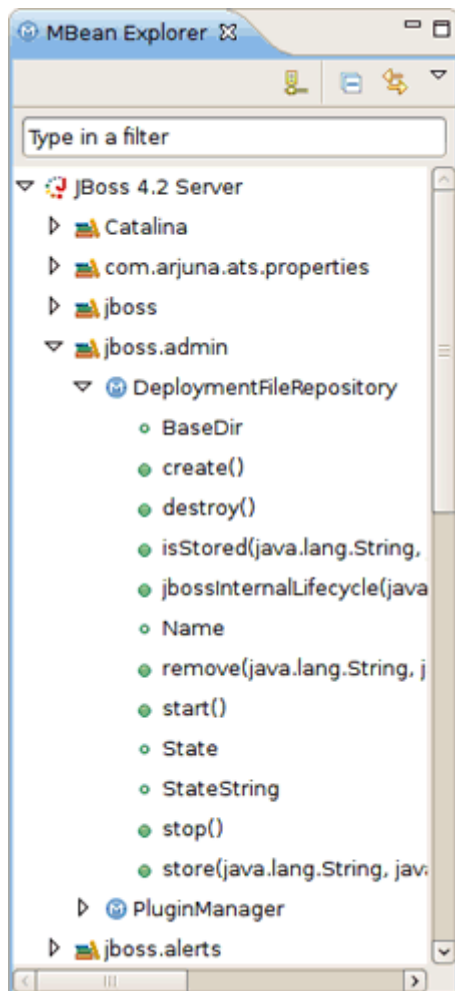 MBean Explorer
Type in a filter
JBoss 4.2 Server
Catalina
com.arjuna.ats.properties
jboss
jboss.admin
DeploymentFileRepository
BaseDir
create()
destroy()
isStored(java.lang.String,
jbossInternalLifecycle(java
Name
remove(java.lang.String, j
start()
State
StateString
stop()
store(java.lang.String, java
PluginManager
jboss.alerts